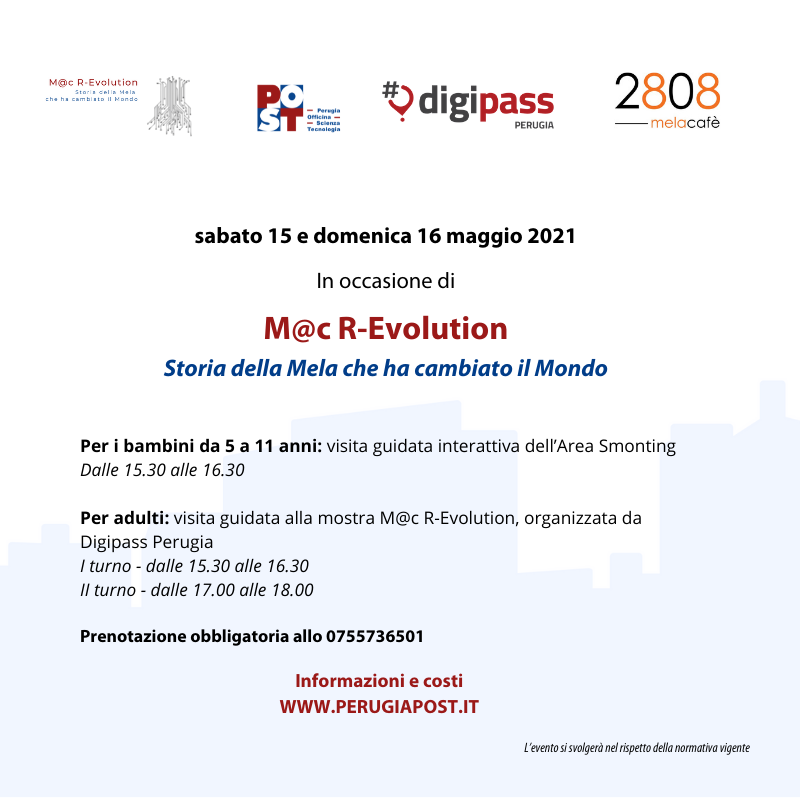 M@c R-Evolution
Storia della Mela
che ha cambiato il Mondo
POST
Perugia
Officina
Scienza
Tecnologia
#digipass
PERUGIA
2808
melacafè
sabato 15 e domenica 16 maggio 2021
In occasione di
M@c R-Evolution
Storia della Mela che ha cambiato il Mondo
Per i bambini da 5 a 11 anni: visita guidata interattiva dell’Area Smonting
Dalle 15.30 alle 16.30
Per adulti: visita guidata alla mostra M@c R-Evolution, organizzata da
Digipass Perugia
I turno - dalle 15.30 alle 16.30
II turno - dalle 17.00 alle 18.00
Prenotazione obbligatoria allo 0755736501
Informazioni e costi
WWW.PERUGIAPOST.IT
L’evento si svolgerà nel rispetto della normativa vigente